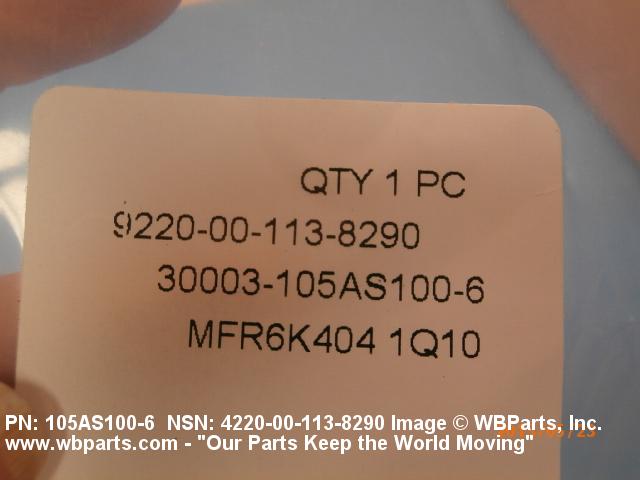 QTY 1 PC
9220-00-113-8290
30003-105AS100-6
MFR6K404 1Q10
PN: 105AS100-6 NSN: 4220-00-113-8290 Image © WBParts, Inc.
www.wbparts.com - "Our Parts Keep the World Moving"